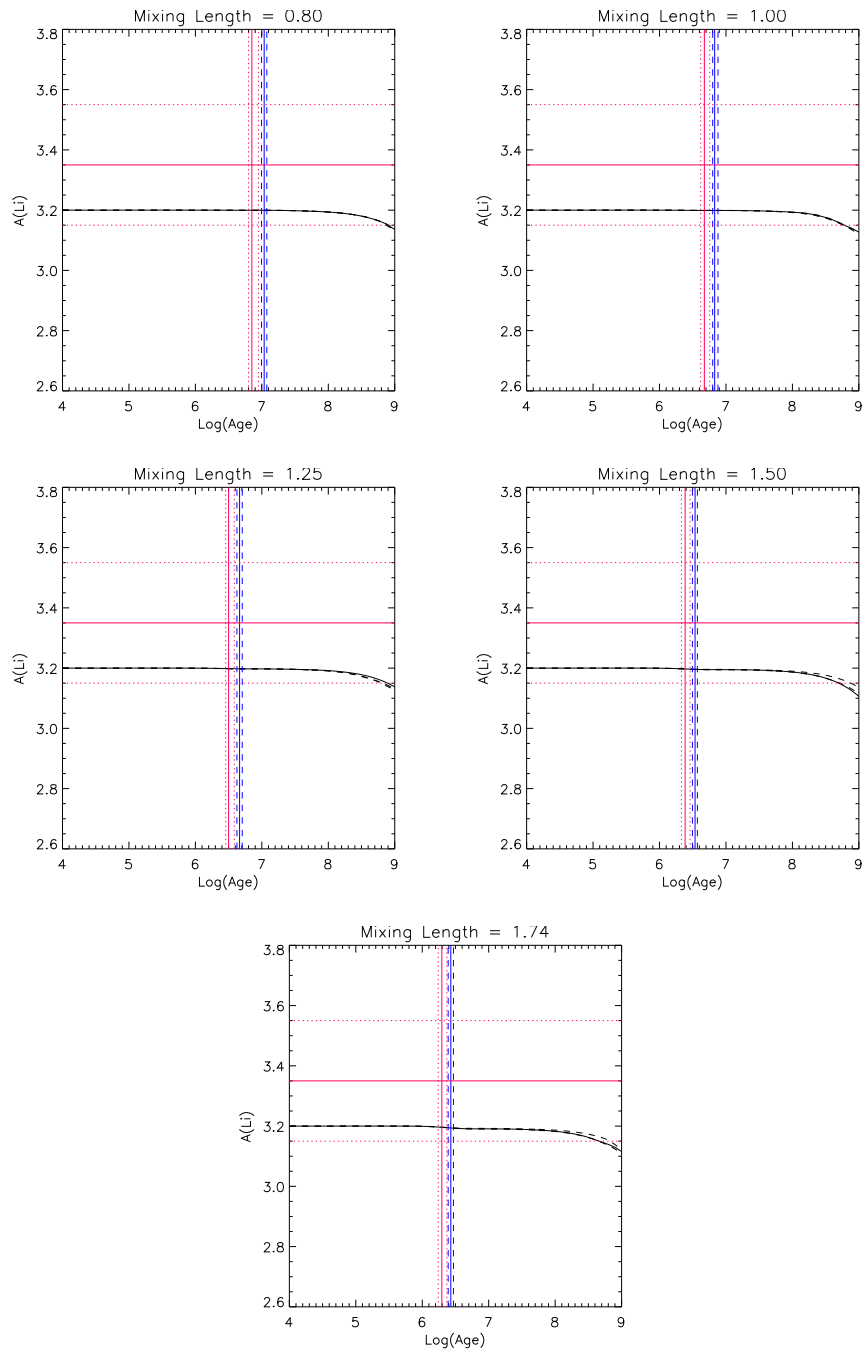 Mixing Length = 0.80
3.8
3.6
3.4
3.2
3.0
2.8
2.6
A(Li)
4 5 6 7 8 9
Log(Age)
Mixing Length = 1.00
3.8
3.6
3.4
3.2
3.0
2.8
2.6
A(Li)
4 5 6 7 8 9
Log(Age)
Mixing Length = 1.25
3.8
3.6
3.4
3.2
3.0
2.8
2.6
A(Li)
4 5 6 7 8 9
Log(Age)
Mixing Length = 1.50
3.8
3.6
3.4
3.2
3.0
2.8
2.6
A(Li)
4 5 6 7 8 9
Log(Age)
Mixing Length = 1.74
3.8
3.6
3.4
3.2
3.0
2.8
2.6
A(Li)
4 5 6 7 8 9
Log(Age)